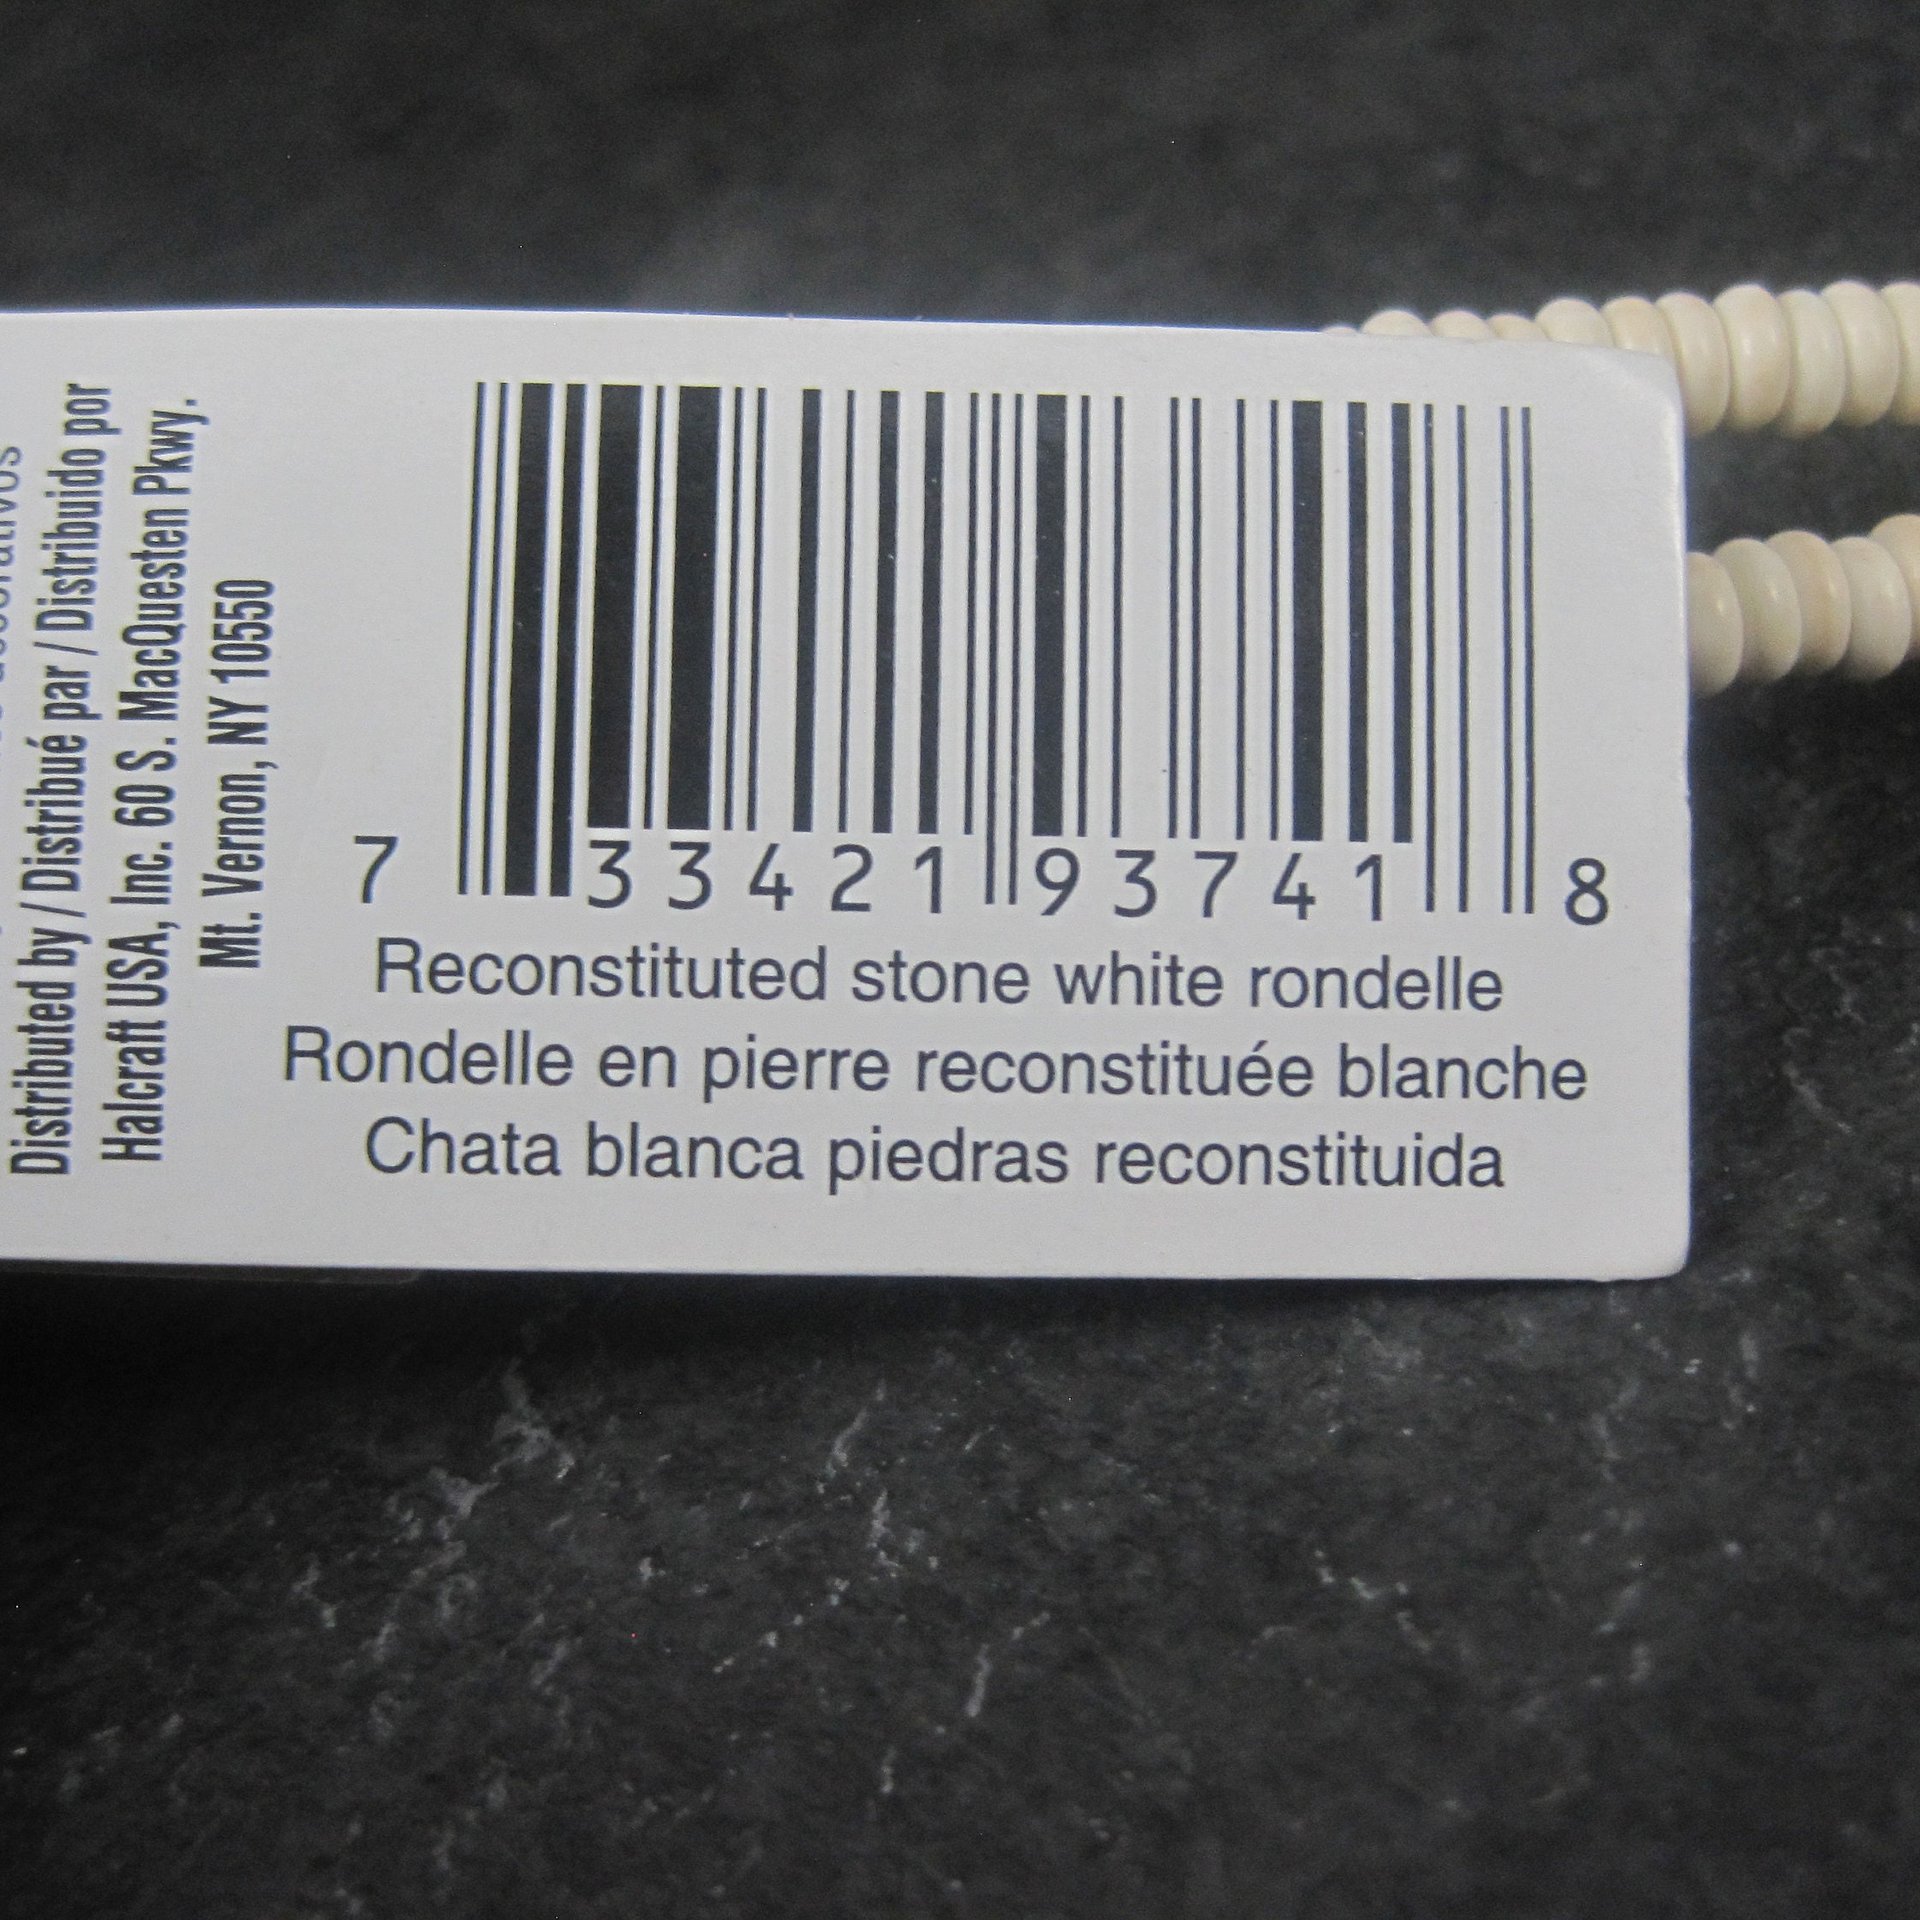 Distributed by / Distribué par / Distribuido por
Halcraft USA, Inc. 60 S. MacQuesten Pkwy.
Mt. Vernon, NY 10550
7 33421 93741 8
Reconstituted stone white rondelle
Rondelle en pierre reconstituée blanche
Chata blanca piedras reconstituida